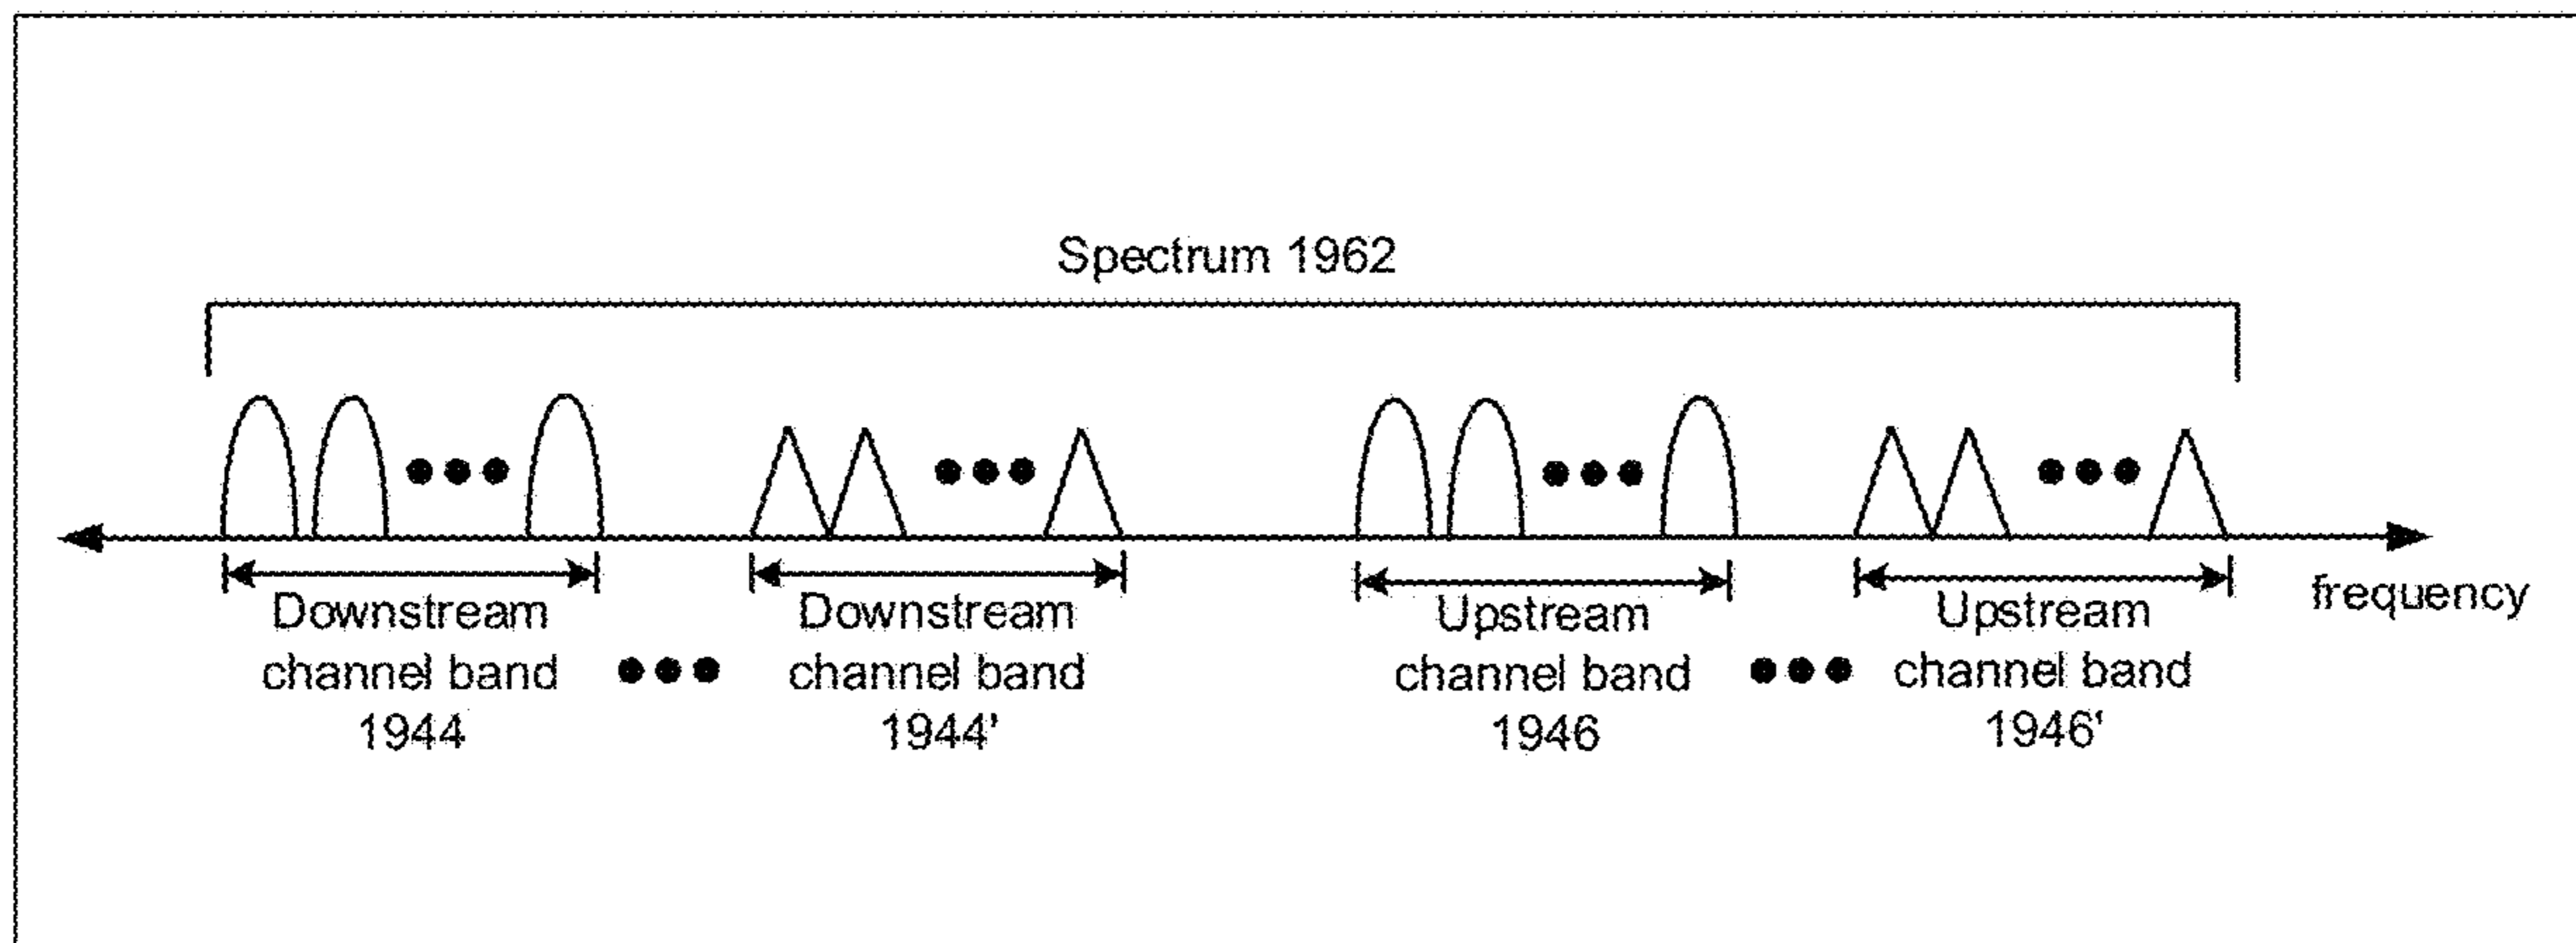 Spectrum 1962
frequency
Downstream
channel band
1944
Downstream
channel band
1944'
Upstream
channel band
1946
Upstream
channel band
1946'